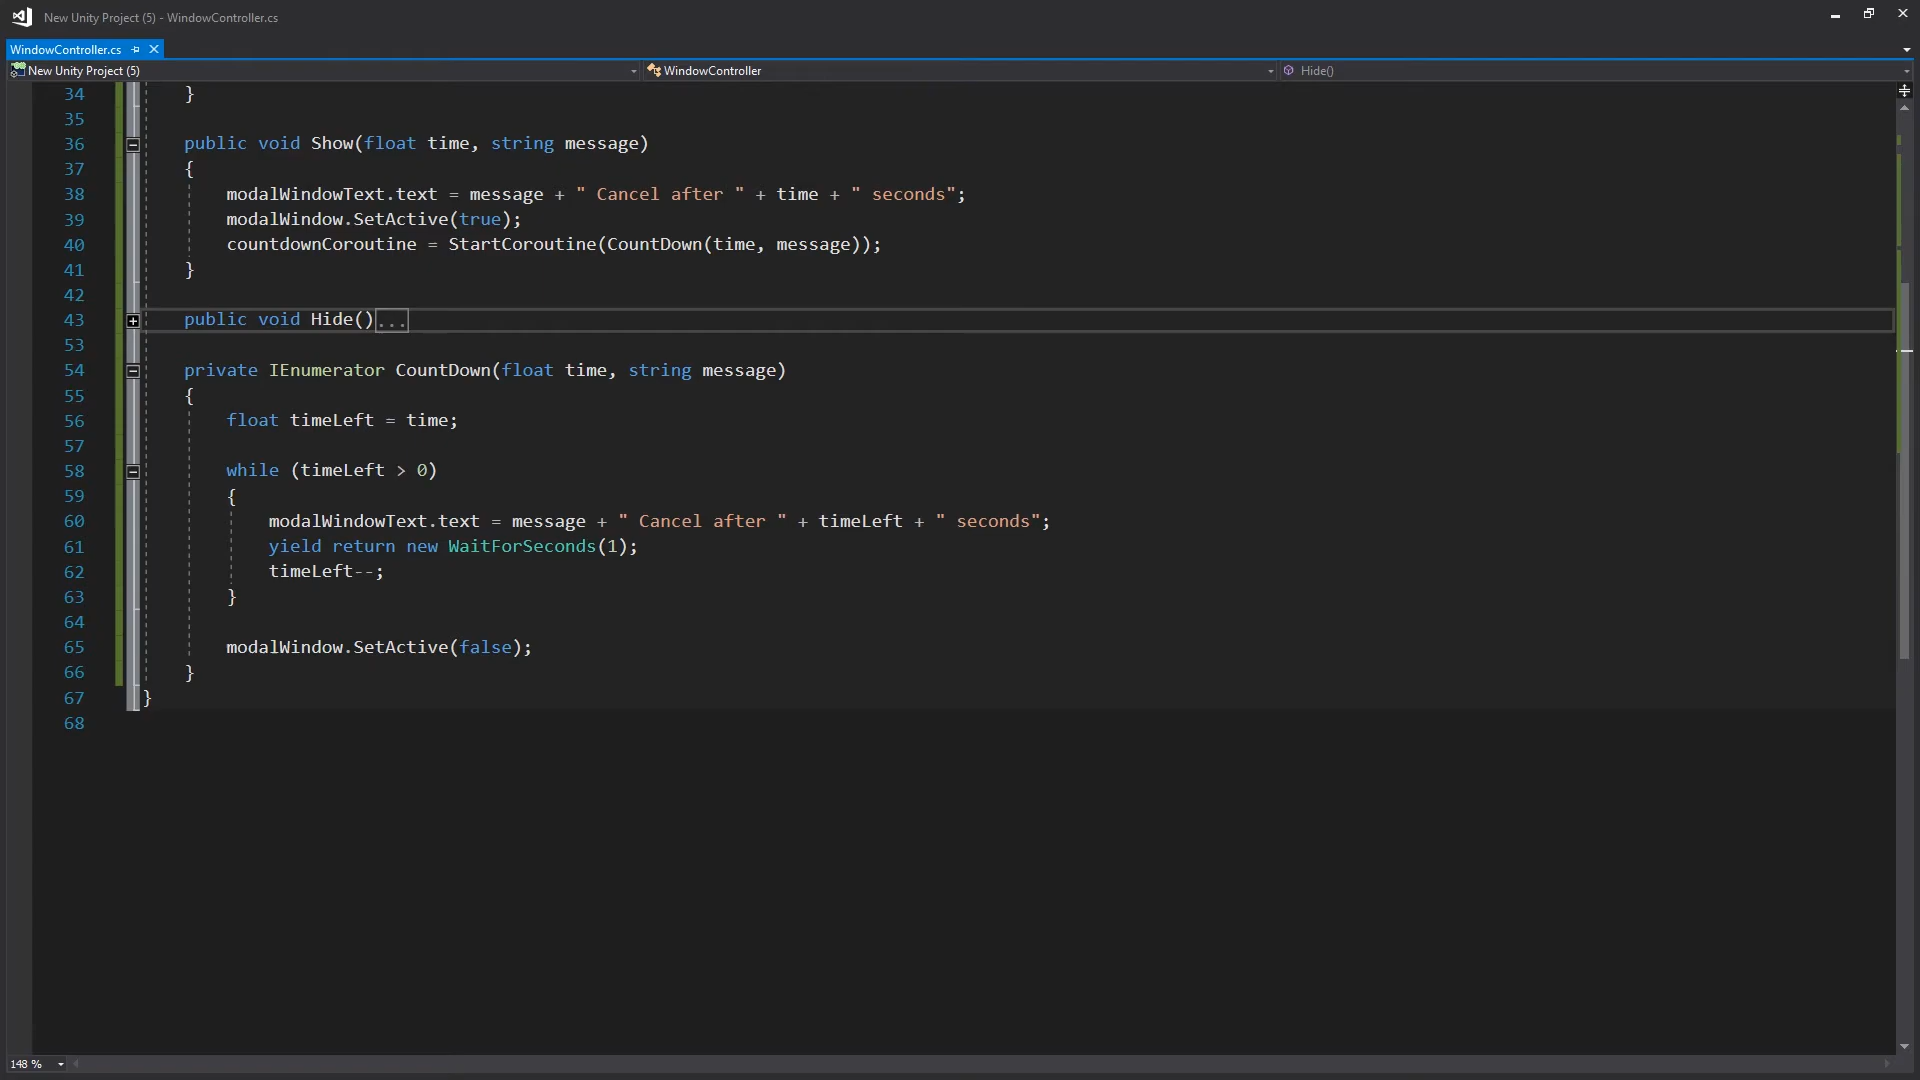 New Unity Project (5) - WindowController.cs
WindowController.cs
New Unity Project (5) WindowController Hide()
34 }
35
36 public void Show(float time, string message)
37 {
38 modalWindowText.text = message + " Cancel after " + time + " seconds";
39 modalWindow.SetActive(true);
40 countdownCoroutine = StartCoroutine(CountDown(time, message));
41 }
42
43 public void Hide()...
53
54 private IEnumerator CountDown(float time, string message)
55 {
56 float timeLeft = time;
57
58 while (timeLeft > 0)
59 {
60 modalWindowText.text = message + " Cancel after " + timeLeft + " seconds";
61 yield return new WaitForSeconds(1);
62 timeLeft--;
63 }
64
65 modalWindow.SetActive(false);
66 }
67 }
68
148 %